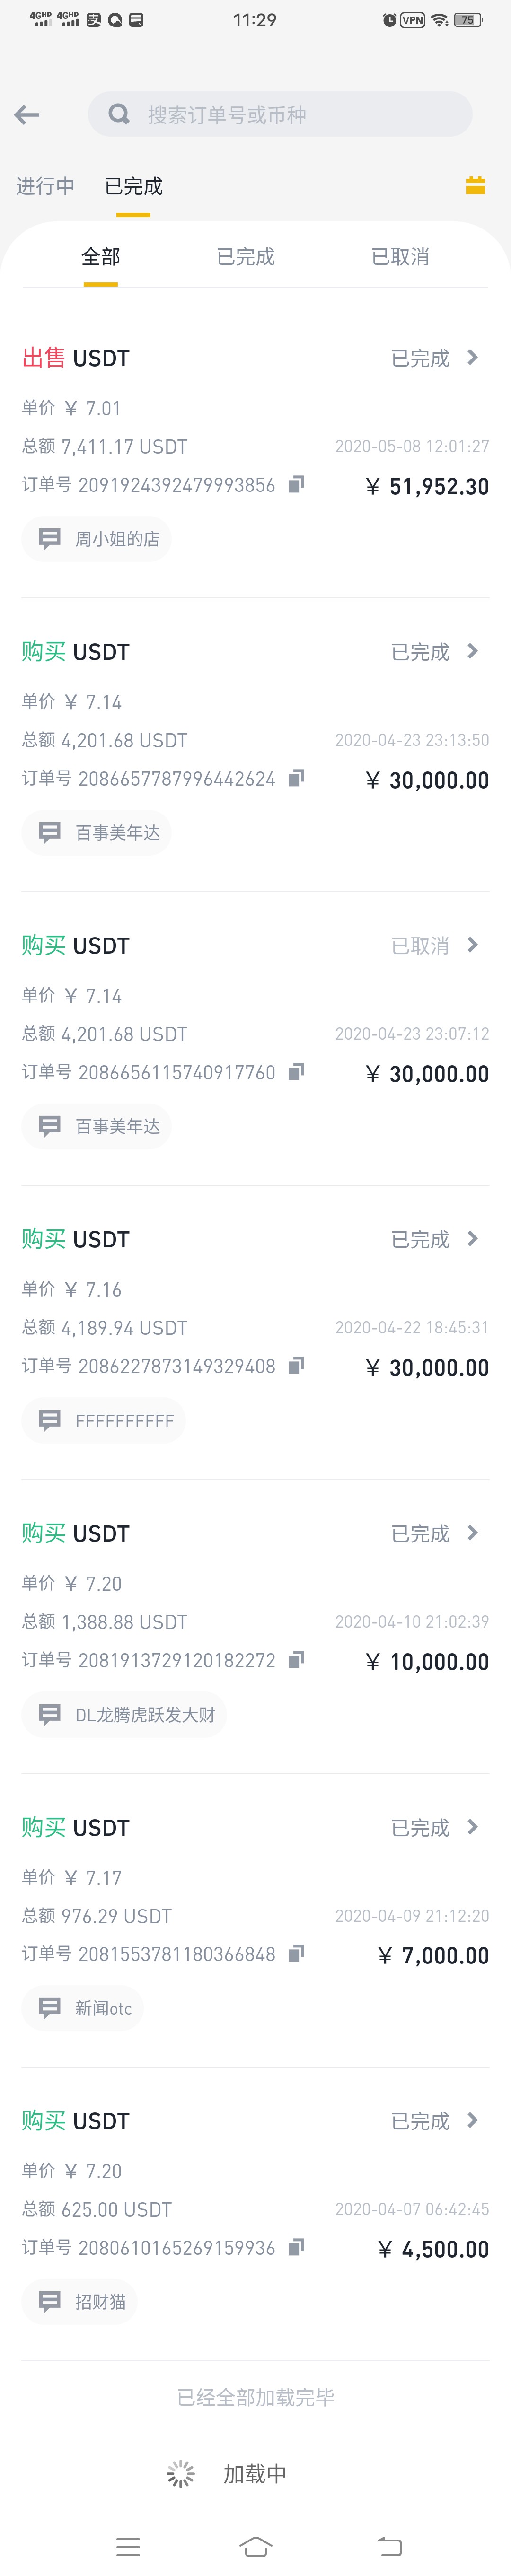 4GHD 4GHD 支 11:29 VPN 75
搜索订单号或币种
进行中 已完成
全部 已完成 已取消
出售 USDT 已完成
单价 ¥ 7.01
总额 7,411.17 USDT 2020-05-08 12:01:27
订单号 2091924392479993856 ¥ 51,952.30
周小姐的店
购买 USDT 已完成
单价 ¥ 7.14
总额 4,201.68 USDT 2020-04-23 23:13:50
订单号 2086657787996442624 ¥ 30,000.00
百事美年达
购买 USDT 已取消
单价 ¥ 7.14
总额 4,201.68 USDT 2020-04-23 23:07:12
订单号 2086656115740917760 ¥ 30,000.00
百事美年达
购买 USDT 已完成
单价 ¥ 7.16
总额 4,189.94 USDT 2020-04-22 18:45:31
订单号 2086227873149329408 ¥ 30,000.00
FFFFFFFFFF
购买 USDT 已完成
单价 ¥ 7.20
总额 1,388.88 USDT 2020-04-10 21:02:39
订单号 2081913729120182272 ¥ 10,000.00
DL龙腾虎跃发大财
购买 USDT 已完成
单价 ¥ 7.17
总额 976.29 USDT 2020-04-09 21:12:20
订单号 2081553781180366848 ¥ 7,000.00
新闻otc
购买 USDT 已完成
单价 ¥ 7.20
总额 625.00 USDT 2020-04-07 06:42:45
订单号 2080610165269159936 ¥ 4,500.00
招财猫
已经全部加载完毕
加载中